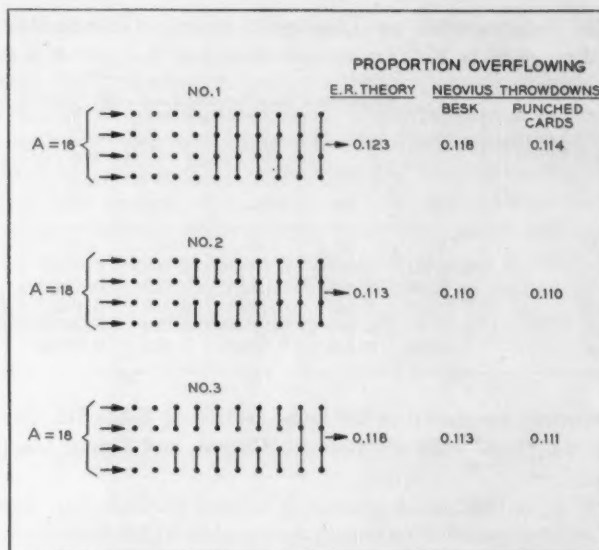 PROPORTION OVERFLOWING
E.R. THEORY NEOVIUS THROWDOWNS
BESK PUNCHED CARDS
NO.1
A=18 0.123 0.118 0.114
NO.2
A=18 0.113 0.110 0.110
NO.3
A=18 0.118 0.113 0.111